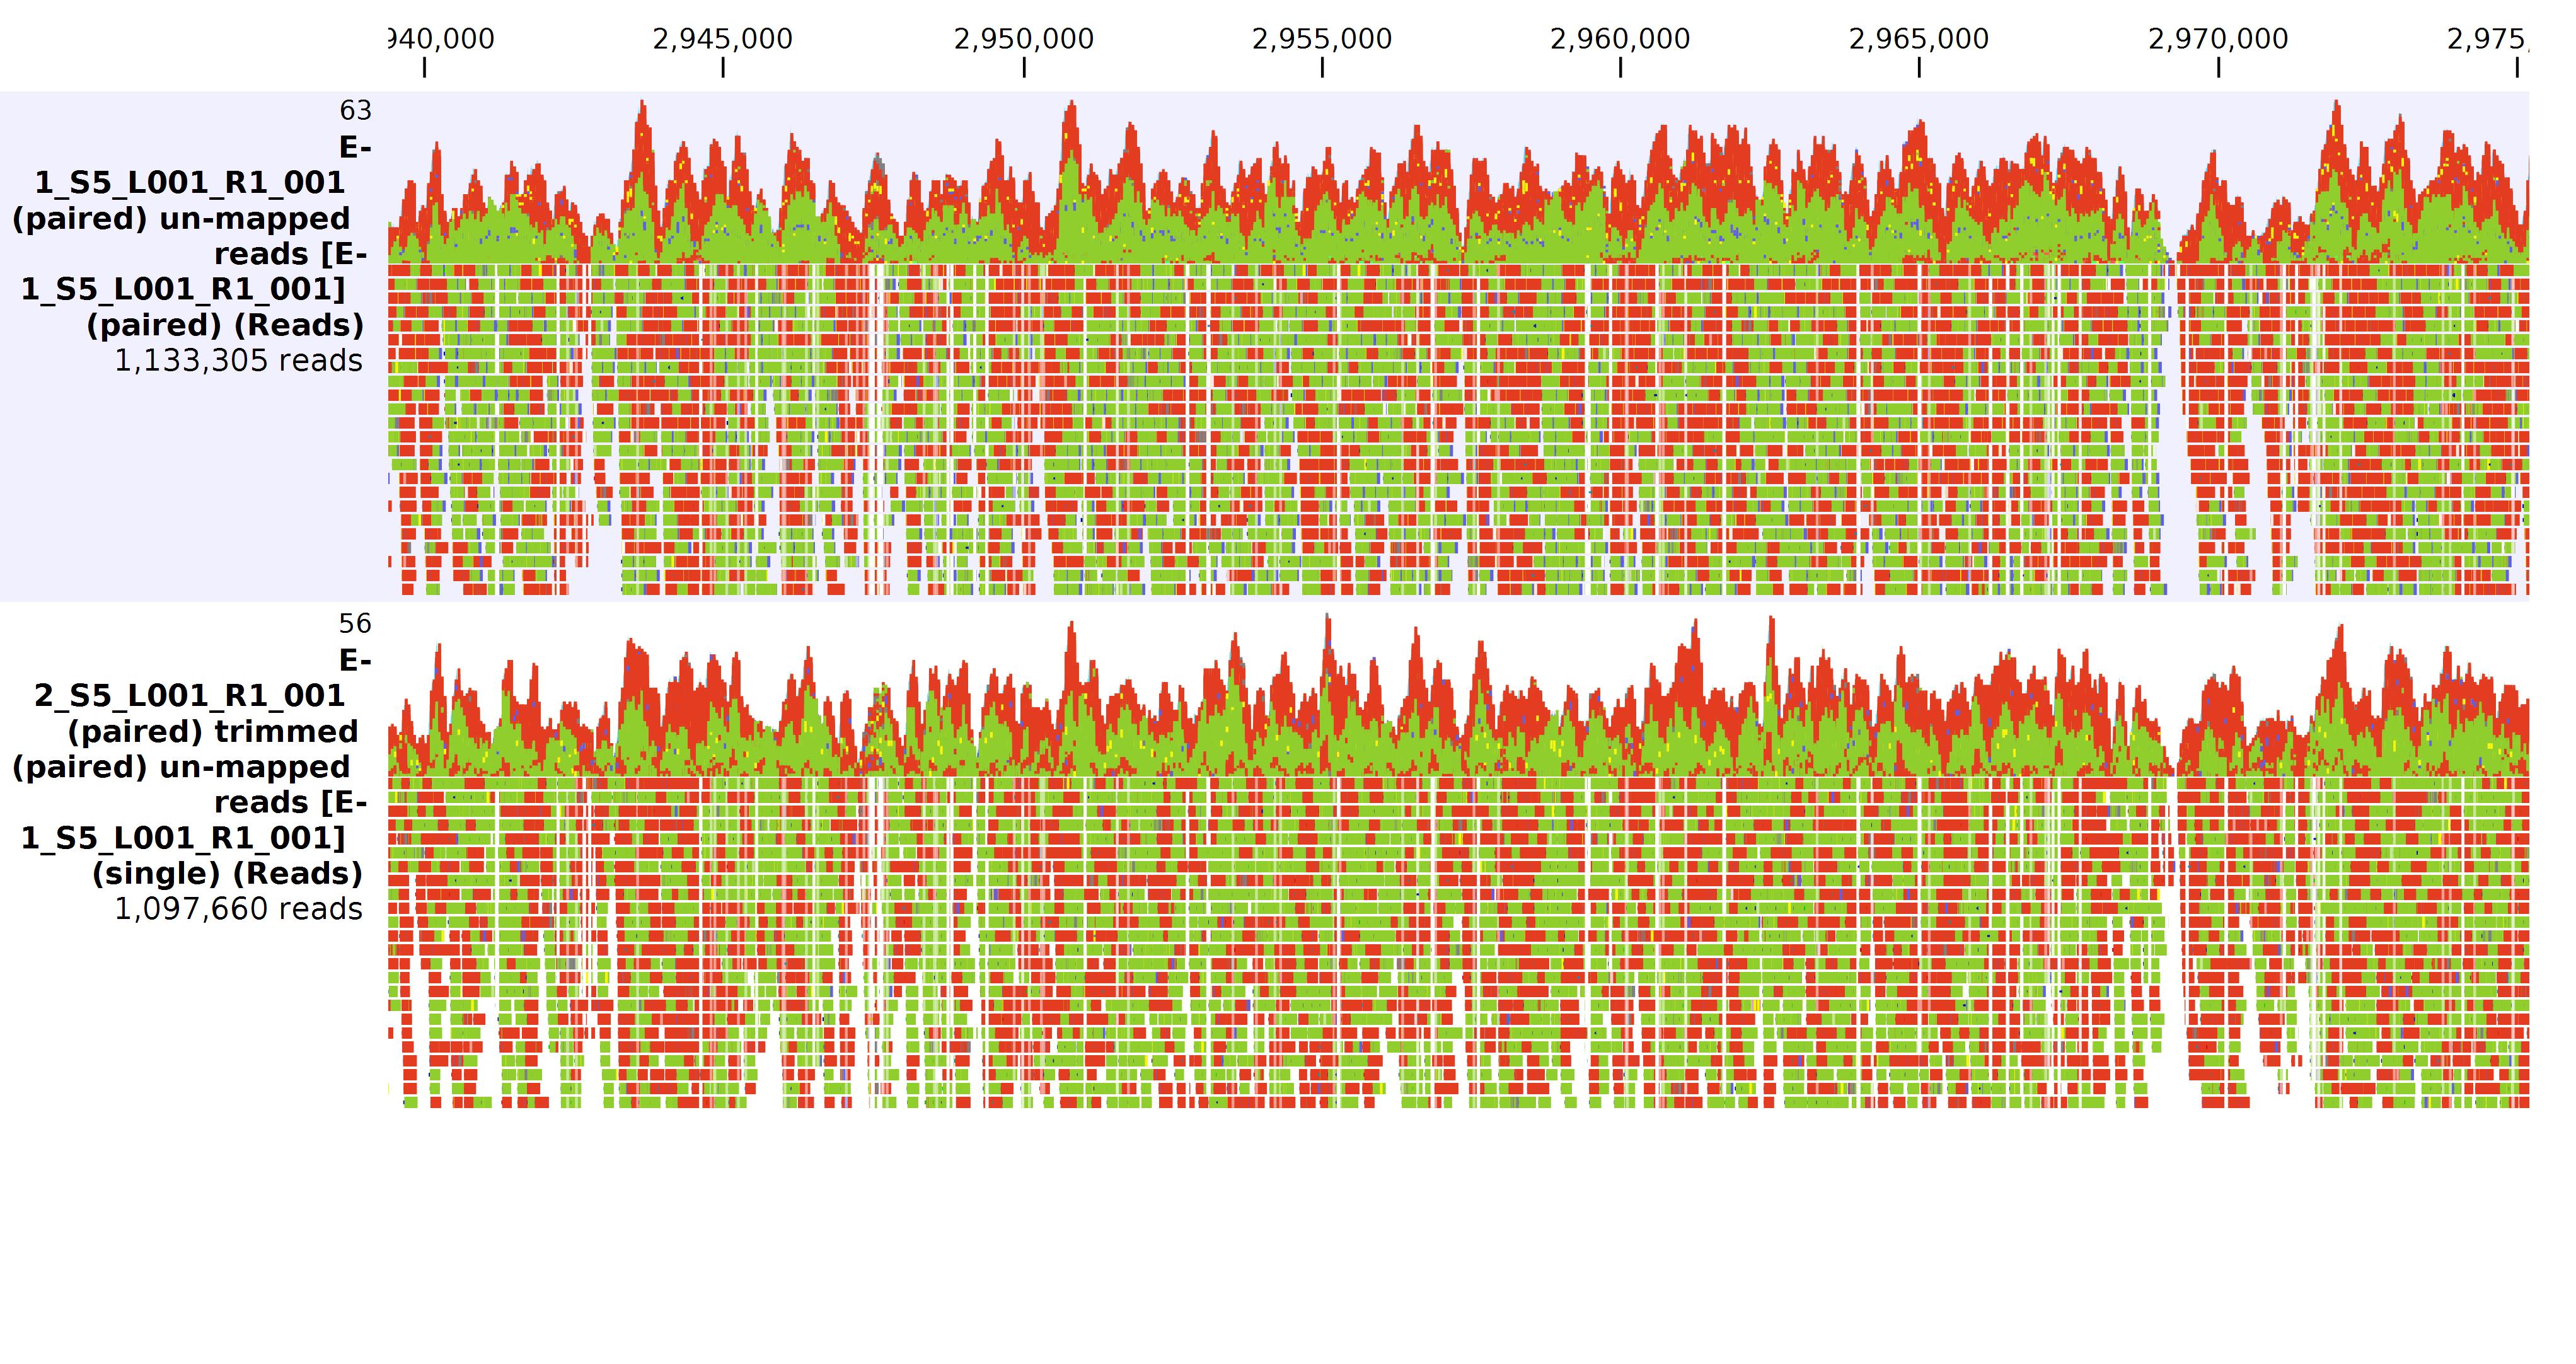 940,000 2,945,000 2,950,000 2,955,000 2,960,000 2,965,000 2,970,000 2,975,
63
E-
1_S5_L001_R1_001
(paired) un-mapped
reads [E-
1_S5_L001_R1_001]
(paired) (Reads)
1,133,305 reads
56
E-
2_S5_L001_R1_001
(paired) trimmed
(paired) un-mapped
reads [E-
1_S5_L001_R1_001]
(single) (Reads)
1,097,660 reads